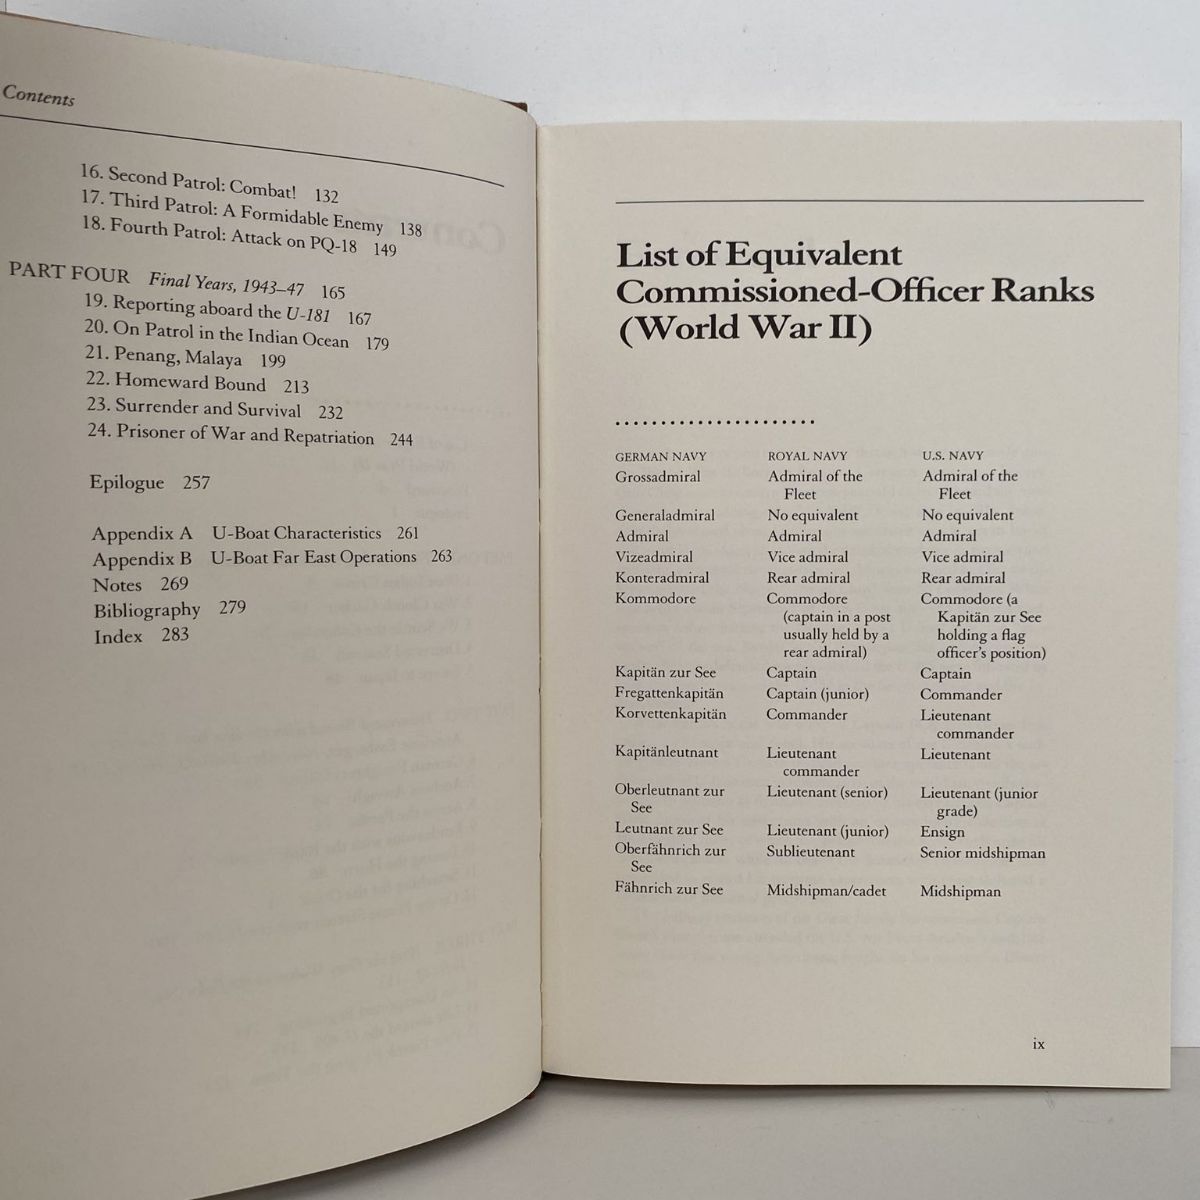 Contents
16. Second Patrol: Combat! 132
17. Third Patrol: A Formidable Enemy 138
18. Fourth Patrol: Attack on PQ-18 149
PART FOUR Final Years, 1943–47 165
19. Reporting aboard the U-181 167
20. On Patrol in the Indian Ocean 179
21. Penang, Malaya 199
22. Homeward Bound 213
23. Surrender and Survival 232
24. Prisoner of War and Repatriation 244
Epilogue 257
Appendix A U-Boat Characteristics 261
Appendix B U-Boat Far East Operations 263
Notes 269
Bibliography 279
Index 283
List of Equivalent
Commissioned-Officer Ranks
(World War II)
GERMAN NAVY ROYAL NAVY U.S. NAVY
Grossadmiral Admiral of the Admiral of the
Fleet Fleet
Generaladmiral No equivalent No equivalent
Admiral Admiral Admiral
Vizeadmiral Vice admiral Vice admiral
Konteradmiral Rear admiral Rear admiral
Kommodore Commodore Commodore (a
(captain in a post Kapitän zur See
usually held by a holding a flag
rear admiral) officer's position)
Kapitän zur See Captain Captain
Fregattenkapitän Captain (junior) Commander
Korvettenkapitän Commander Lieutenant
commander
Kapitänleutnant Lieutenant Lieutenant
commander
Oberleutnant zur Lieutenant (senior) Lieutenant (junior
See grade)
Leutnant zur See Lieutenant (junior) Ensign
Oberfähnrich zur Sublieutenant Senior midshipman
See
Fähnrich zur See Midshipman/cadet Midshipman
ix